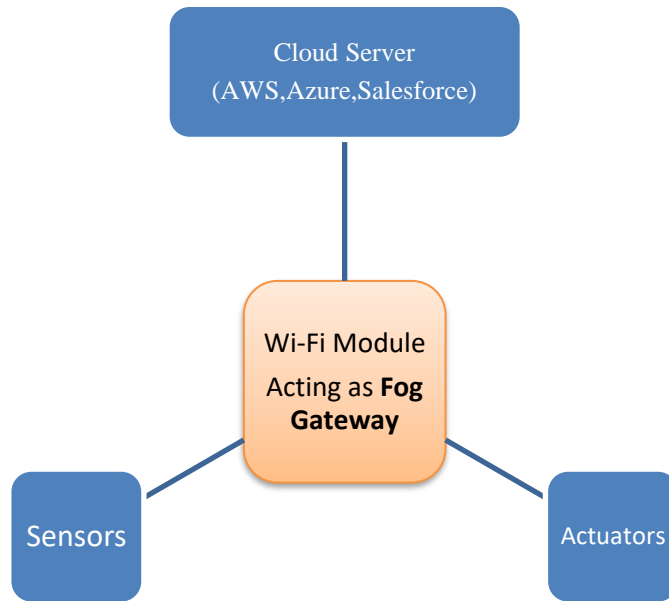 Cloud Server
(AWS,Azure,Salesforce)
Wi-Fi Module
Acting as Fog
Gateway
Sensors
Actuators